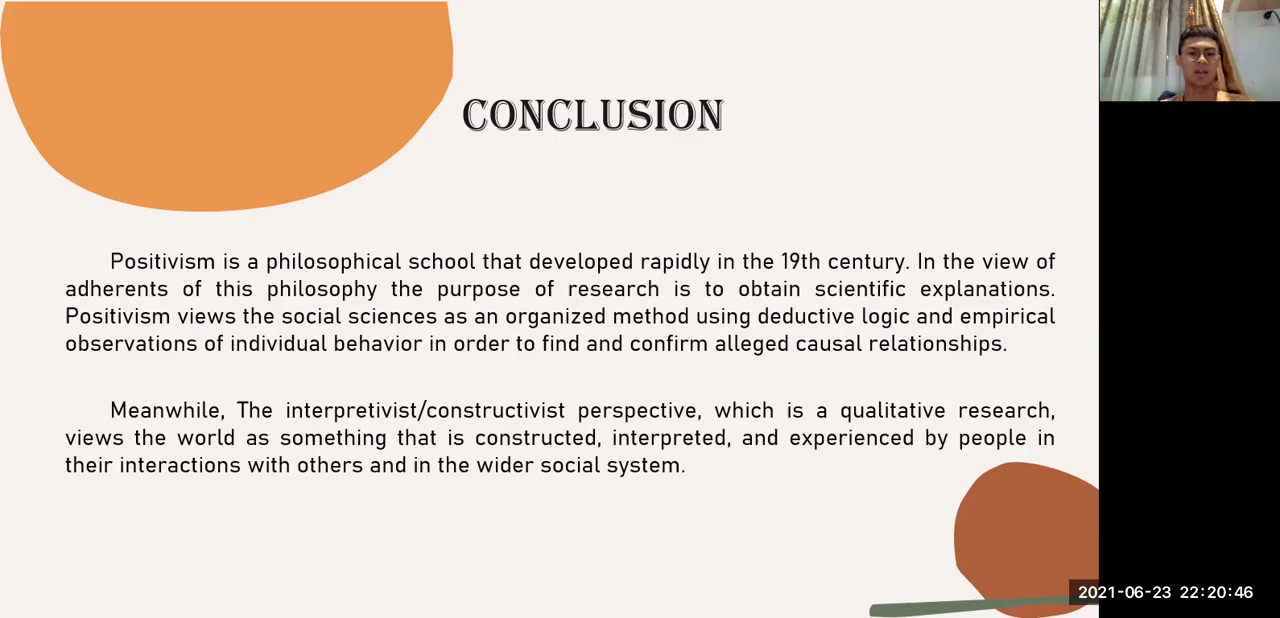 CONCLUSION
Positivism is a philosophical school that developed rapidly in the 19th century. In the view of
adherents of this philosophy the purpose of research is to obtain scientific explanations.
Positivism views the social sciences as an organized method using deductive logic and empirical
observations of individual behavior in order to find and confirm alleged causal relationships.
Meanwhile, The interpretivist/constructivist perspective, which is a qualitative research,
views the world as something that is constructed, interpreted, and experienced by people in
their interactions with others and in the wider social system.
2021-06-23 22:20:46